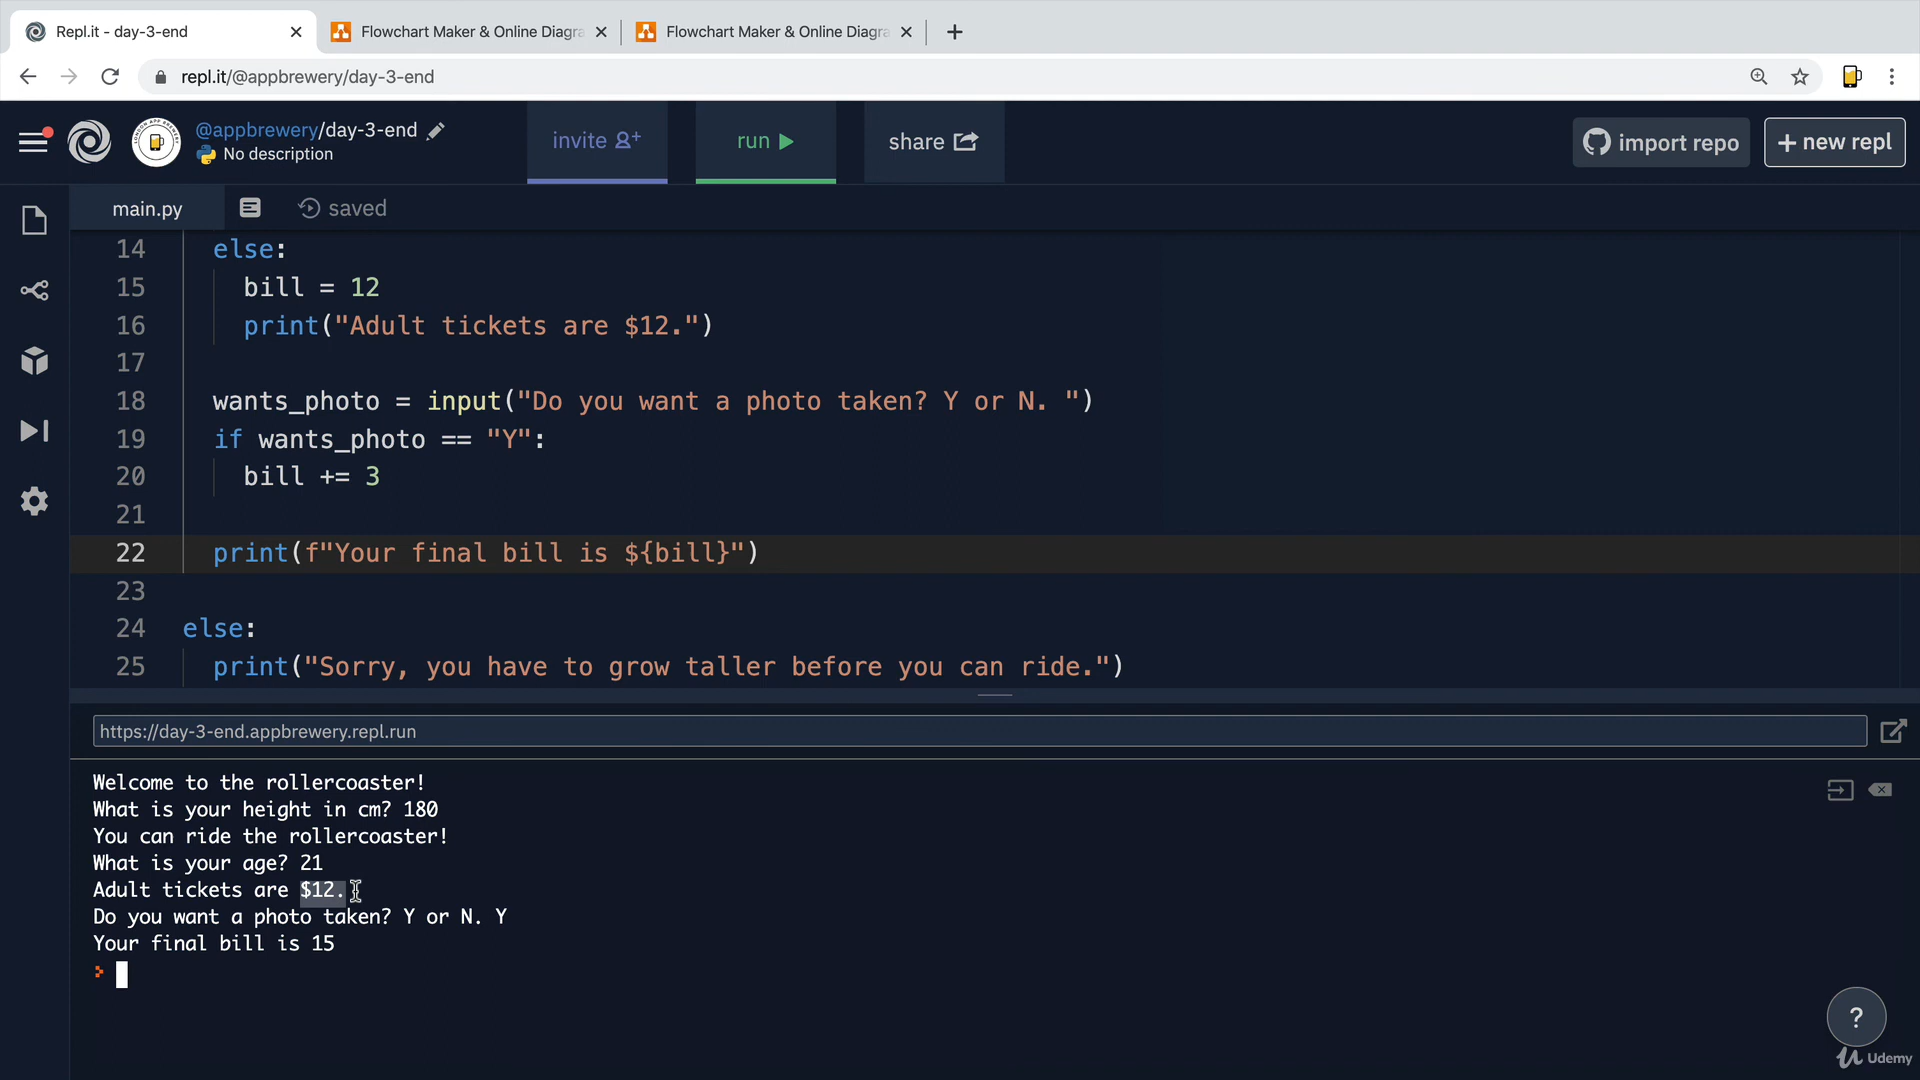 Repl.it - day-3-end
Flowchart Maker & Online Diagra
Flowchart Maker & Online Diagra
repl.it/@appbrewery/day-3-end
@appbrewery/day-3-end
No description
invite
run
share
import repo
+ new repl
main.py
saved
14 else:
15 bill = 12
16 print("Adult tickets are $12.")
17
18 wants_photo = input("Do you want a photo taken? Y or N. ")
19 if wants_photo == "Y":
20 bill += 3
21
22 print(f"Your final bill is ${bill}")
23
24 else:
25 print("Sorry, you have to grow taller before you can ride.")
https://day-3-end.appbrewery.repl.run
Welcome to the rollercoaster!
What is your height in cm? 180
You can ride the rollercoaster!
What is your age? 21
Adult tickets are $12.
Do you want a photo taken? Y or N. Y
Your final bill is 15
?
Udemy